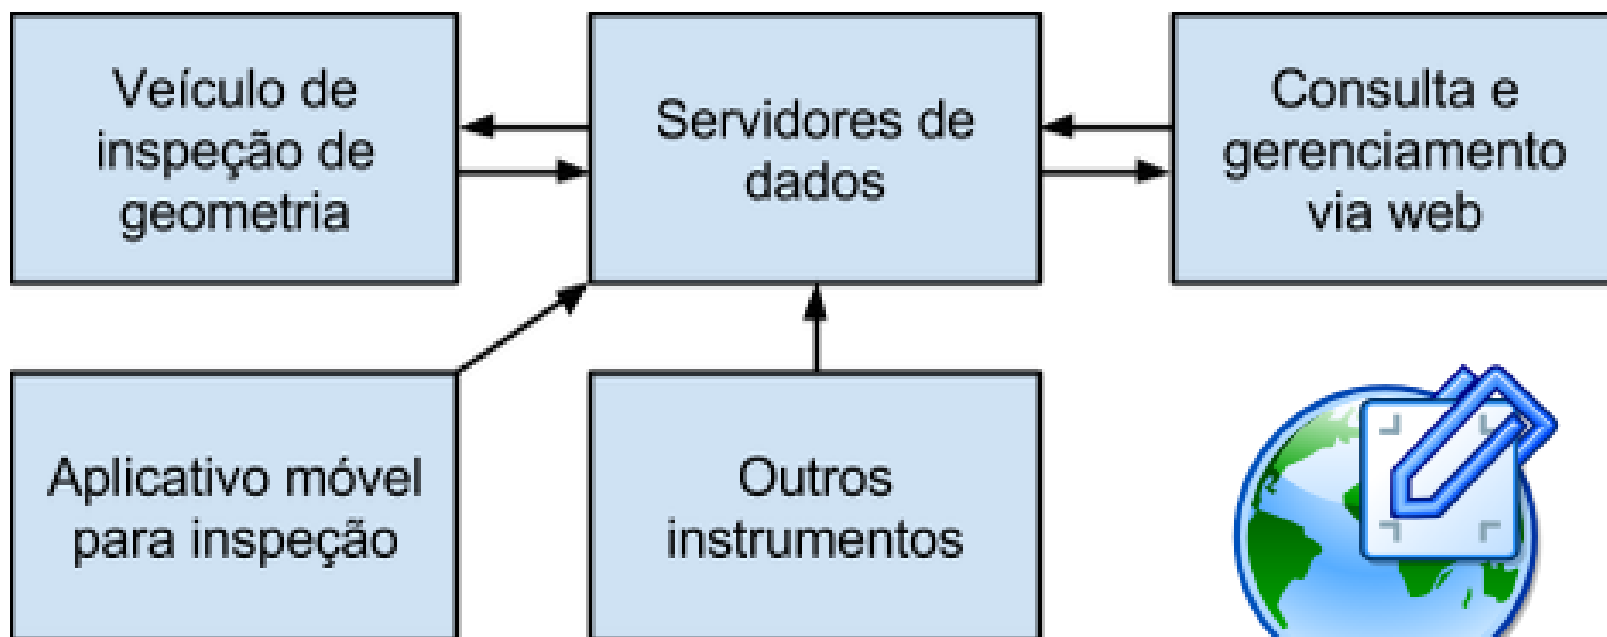 Veículo de
inspeção de
geometria
Servidores de
dados
Consulta e
gerenciamento
via web
Aplicativo móvel
para inspeção
Outros
instrumentos